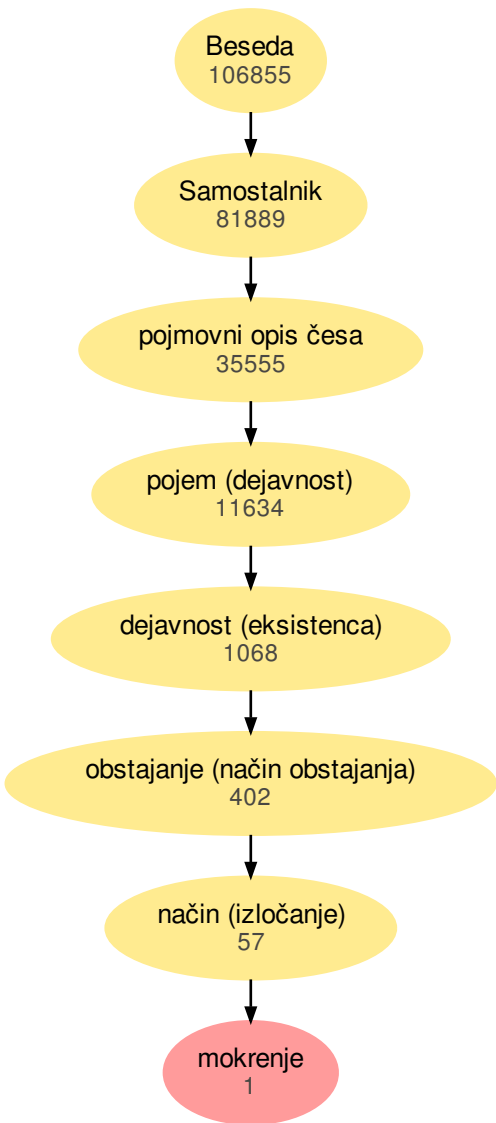 Beseda
106855
Samostalnik
81889
pojmovni opis česa
35555
pojem (dejavnost)
11634
dejavnost (eksistenca)
1068
obstajanje (način obstajanja)
402
način (izločanje)
57
mokrenje
1